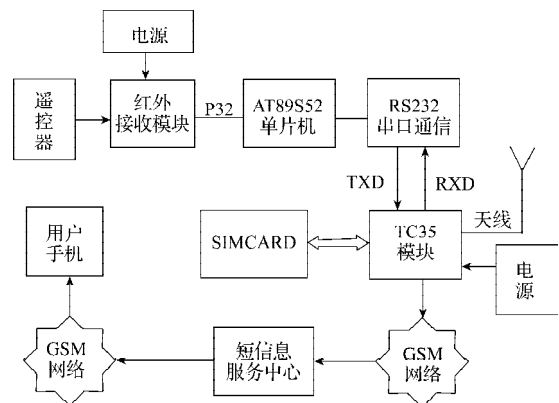 电源
遥控器
红外
接收模块
P32
AT89S52
单片机
RS232
串口通信
TXD
RXD
天线
用户
手机
SIMCARD
TC35
模块
电源
GSM
网络
短信息
服务中心
GSM
网络